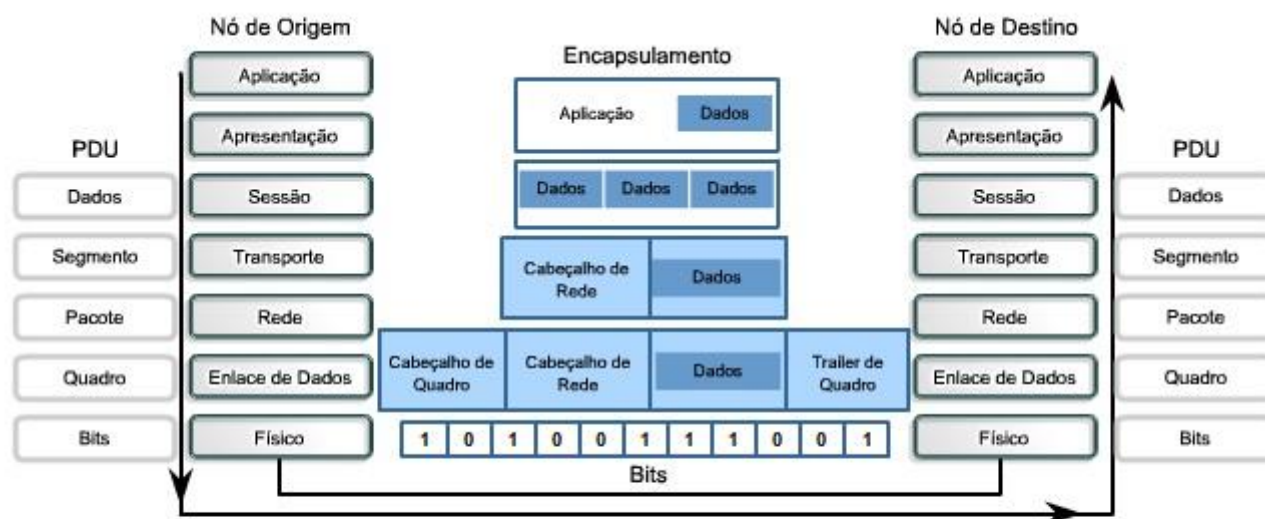 Nó de Origem
Nó de Destino
Encapsulamento
Aplicação
Aplicação
Dados
Aplicação
Apresentação
Apresentação
PDU
PDU
Dados
Sessão
Dados
Dados
Dados
Sessão
Dados
Segmento
Transporte
Cabeçalho de
Rede
Dados
Transporte
Segmento
Pacote
Rede
Rede
Pacote
Quadro
Enlace de Dados
Cabeçalho de
Quadro
Cabeçalho de
Rede
Dados
Trailer de
Quadro
Enlace de Dados
Quadro
Bits
Físico
1 0 1 0 0 1 1 1 0 0 1
Físico
Bits
Bits